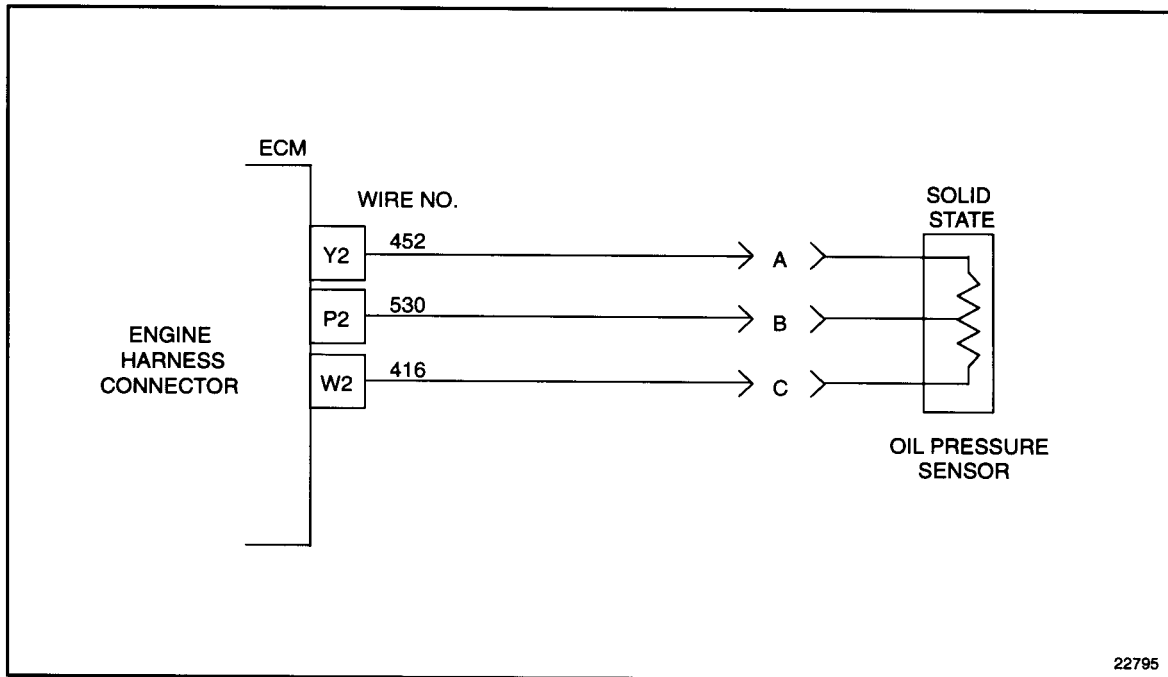 ECM
WIRE NO.
SOLID
STATE
Y2
452
A
P2
530
B
W2
416
C
ENGINE
HARNESS
CONNECTOR
OIL PRESSURE
SENSOR
22795